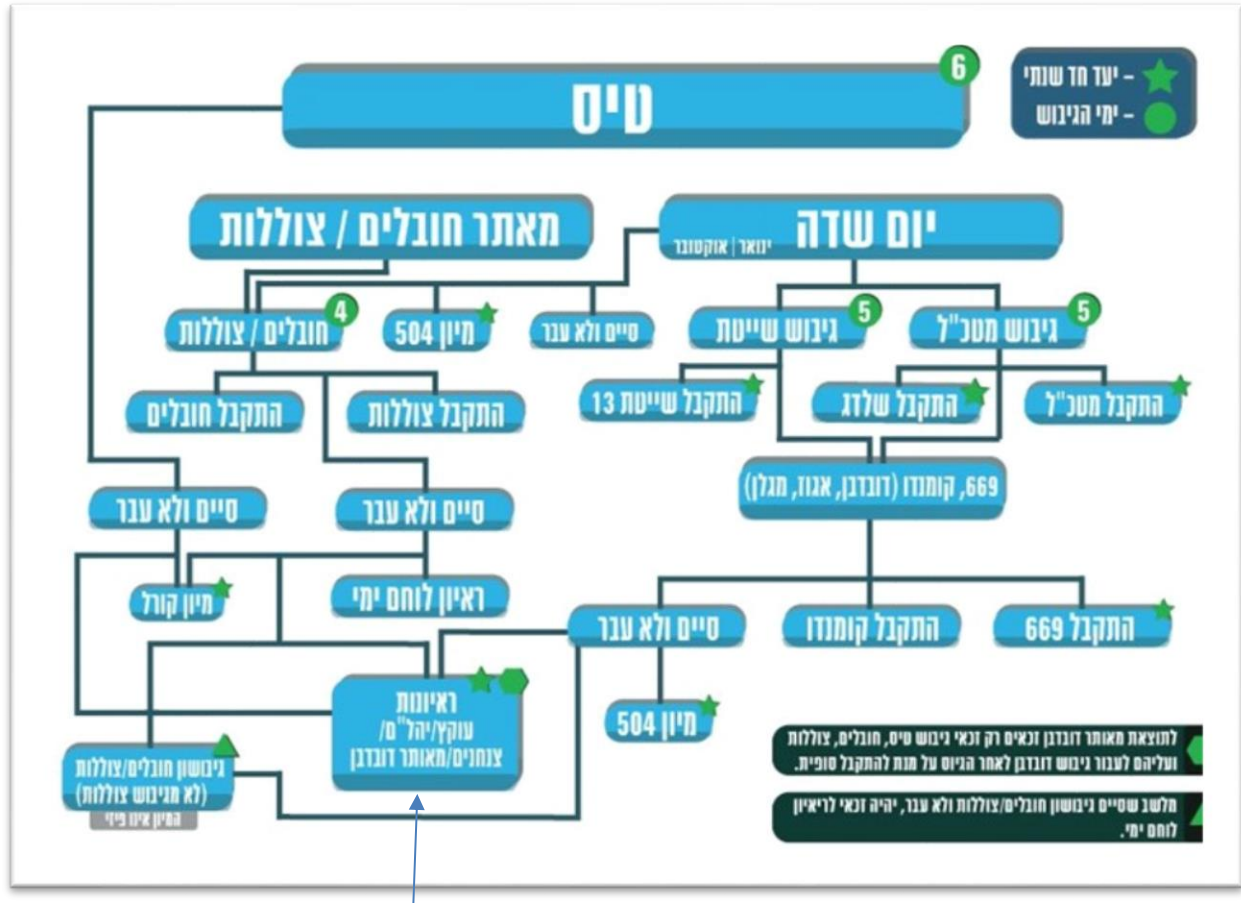 טיס
6
– יעד חד שנתי
– ימי הגיבוש
יום שדה
ינואר | אוקטובר
מאתר חובלים / צוללות
גיבוש מטכ"ל
5
גיבוש שייטת
5
סיים ולא עבר
מיון 504
חובלים / צוללות
4
התקבל מטכ"ל
התקבל שלדג
התקבל שייטת 13
התקבל צוללות
התקבל חובלים
669, קומנדו (דובדבן, אגוז, מגלן)
סיים ולא עבר
סיים ולא עבר
ראיון לוחם ימי
מיון קורל
התקבל 669
התקבל קומנדו
סיים ולא עבר
מיון 504
ראיונות
עוקץ/יהל"ם/
צנחנים/מאותר דובדבן
גיבושון חובלים/צוללות
(לא מגיבוש צוללות)
המיון אינו פיזי
לתוצאת מאותר דובדבן זכאים רק זכאי גיבוש טיס, חובלים, צוללות
ועליהם לעבור גיבוש דובדבן לאחר הגיוס על מנת להתקבל סופית.
מלשב שסיים גיבושון חובלים/צוללות ולא עבר, יהיה זכאי לריאיון
לוחם ימי.